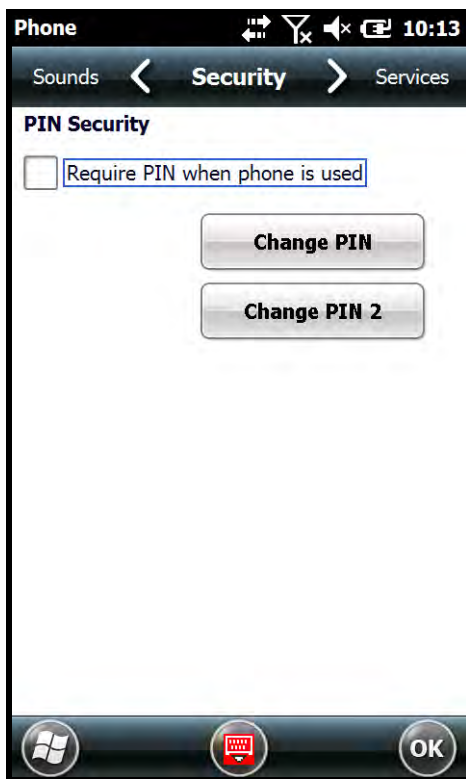 Phone 10:13
Sounds Security Services
PIN Security
Require PIN when phone is used
Change PIN
Change PIN 2
OK